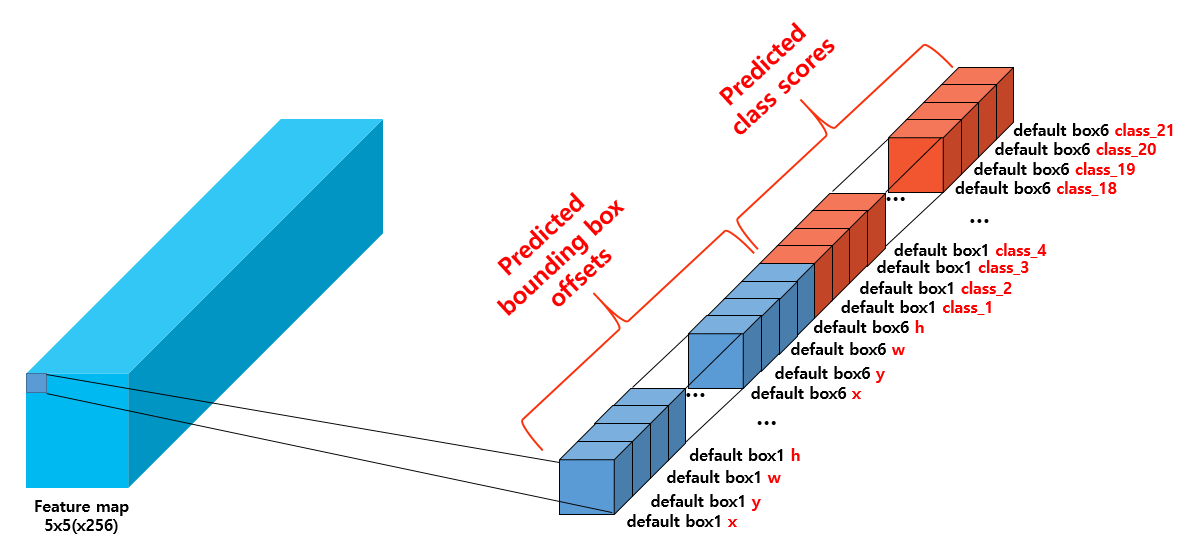 Predicted
class scores
Predicted
bounding box
offsets
default box6 class_21
default box6 class_20
default box6 class_19
default box6 class_18
...
...
default box1 class_4
default box1 class_3
default box1 class_2
default box1 class_1
default box6 h
default box6 w
default box6 y
default box6 x
...
...
default box1 h
default box1 w
default box1 y
default box1 x
Feature map
5x5(x256)